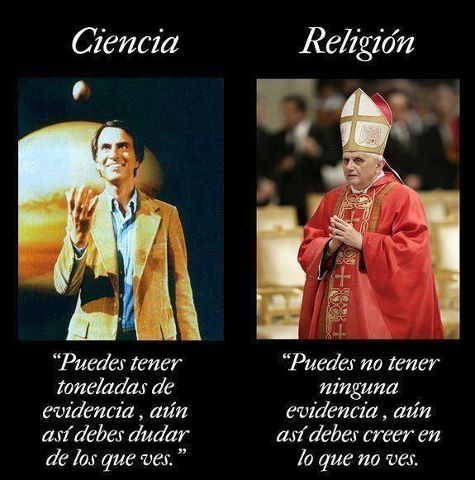 Ciencia
Religión
“Puedes tener
toneladas de
evidencia , aún
así debes dudar
de los que ves.”
“Puedes no tener
ninguna
evidencia , aún
así debes creer en
lo que no ves.